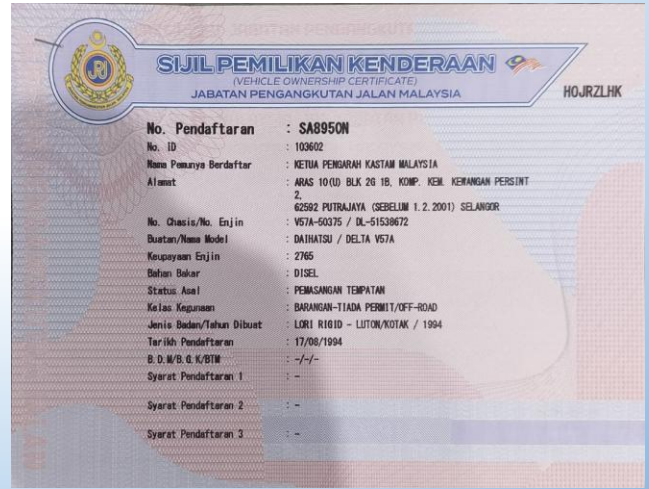 SIJIL PEMILIKAN KENDERAAN
(VEHICLE OWNERSHIP CERTIFICATE)
JABATAN PENGANGKUTAN JALAN MALAYSIA
HOJRZLHK
No. Pendaftaran : SA8950N
No. ID : 103602
Nama Pemunya Berdaftar : KETUA PENGARAH KASTAM MALAYSIA
Alamat : ARAS 10(U) BLK 2G 1B, KOMP. KEM. KEWANGAN PERSINT
2,
62592 PUTRAJAYA (SEBELUM 1.2.2001) SELANGOR
No. Chasis/No. Enjin : V57A-50375 / DL-51538672
Buatan/Nama Model : DAIHATSU / DELTA V57A
Keupayaan Enjin : 2765
Bahan Bakar : DISEL
Status Asal : PEMASANGAN TEMPATAN
Kelas Kegunaan : BARANGAN-TIADA PERMIT/OFF-ROAD
Jenis Badan/Tahun Dibuat : LORI RIGID - LUTON/KOTAK / 1994
Tarikh Pendaftaran : 17/08/1994
B.D.M/B.G.K/BTM : -/-/-
Syarat Pendaftaran 1 : -
Syarat Pendaftaran 2 : -
Syarat Pendaftaran 3 : -